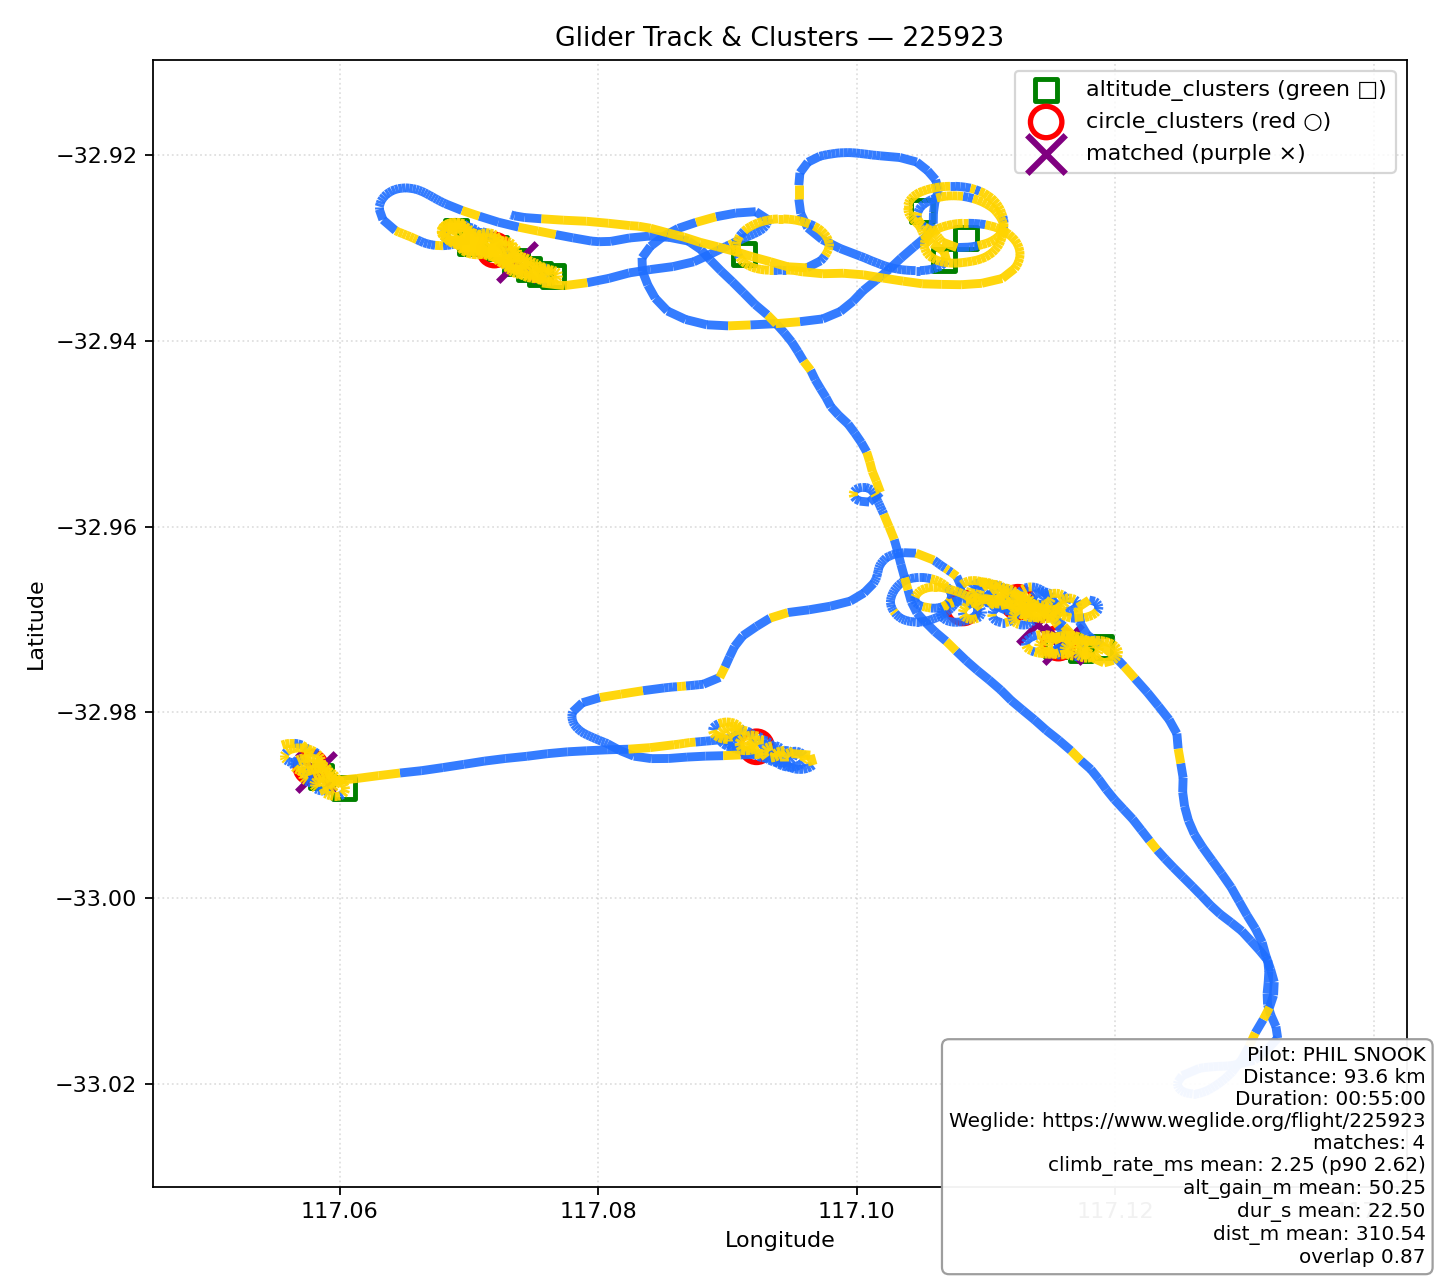 Glider Track & Clusters — 225923
altitude_clusters (green □)
circle_clusters (red ○)
matched (purple ×)
−32.92
−32.94
−32.96
−32.98
−33.00
−33.02
Latitude
117.06
117.08
117.10
117.12
Longitude
Pilot: PHIL SNOOK
Distance: 93.6 km
Duration: 00:55:00
Weglide: https://www.weglide.org/flight/225923
matches: 4
climb_rate_ms mean: 2.25 (p90 2.62)
alt_gain_m mean: 50.25
dur_s mean: 22.50
dist_m mean: 310.54
overlap 0.87